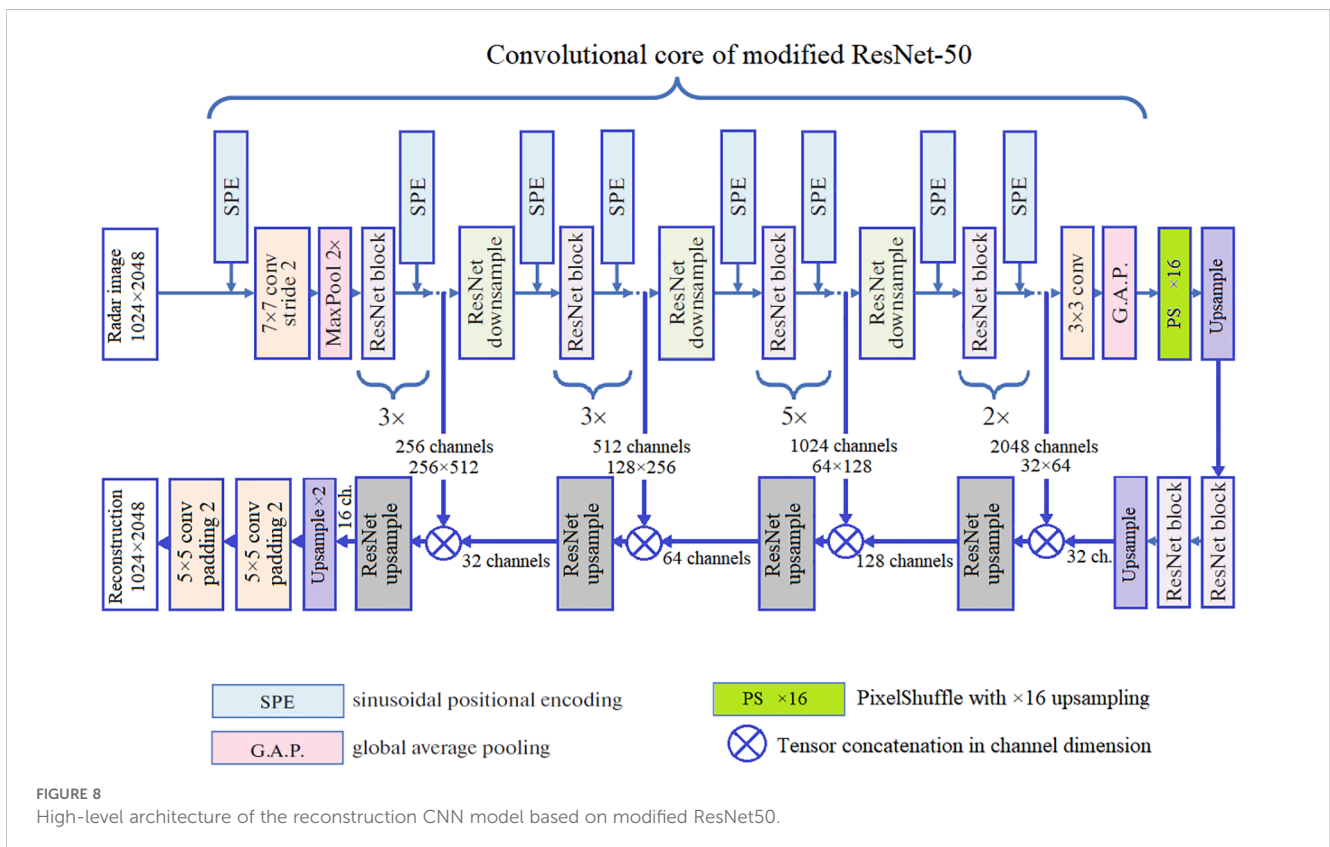 Convolutional core of modified ResNet-50
SPE
SPE
SPE
SPE
SPE
SPE
SPE
SPE
Radar image
1024×2048
7×7 conv
stride 2
MaxPool 2×
ResNet block
ResNet
downsample
ResNet block
ResNet
downsample
ResNet block
ResNet
downsample
ResNet block
3×3 conv
G.A.P.
PS ×16
Upsample
3×
3×
5×
2×
256 channels
256×512
512 channels
128×256
1024 channels
64×128
2048 channels
32×64
Reconstruction
1024×2048
5×5 conv
padding 2
5×5 conv
padding 2
Upsample×2
16 ch.
ResNet
upsample
32 channels
ResNet
upsample
64 channels
ResNet
upsample
128 channels
ResNet
upsample
32 ch.
Upsample
ResNet block
ResNet block
SPE sinusoidal positional encoding
PS ×16 PixelShuffle with ×16 upsampling
G.A.P. global average pooling
Tensor concatenation in channel dimension
FIGURE 8
High-level architecture of the reconstruction CNN model based on modified ResNet50.